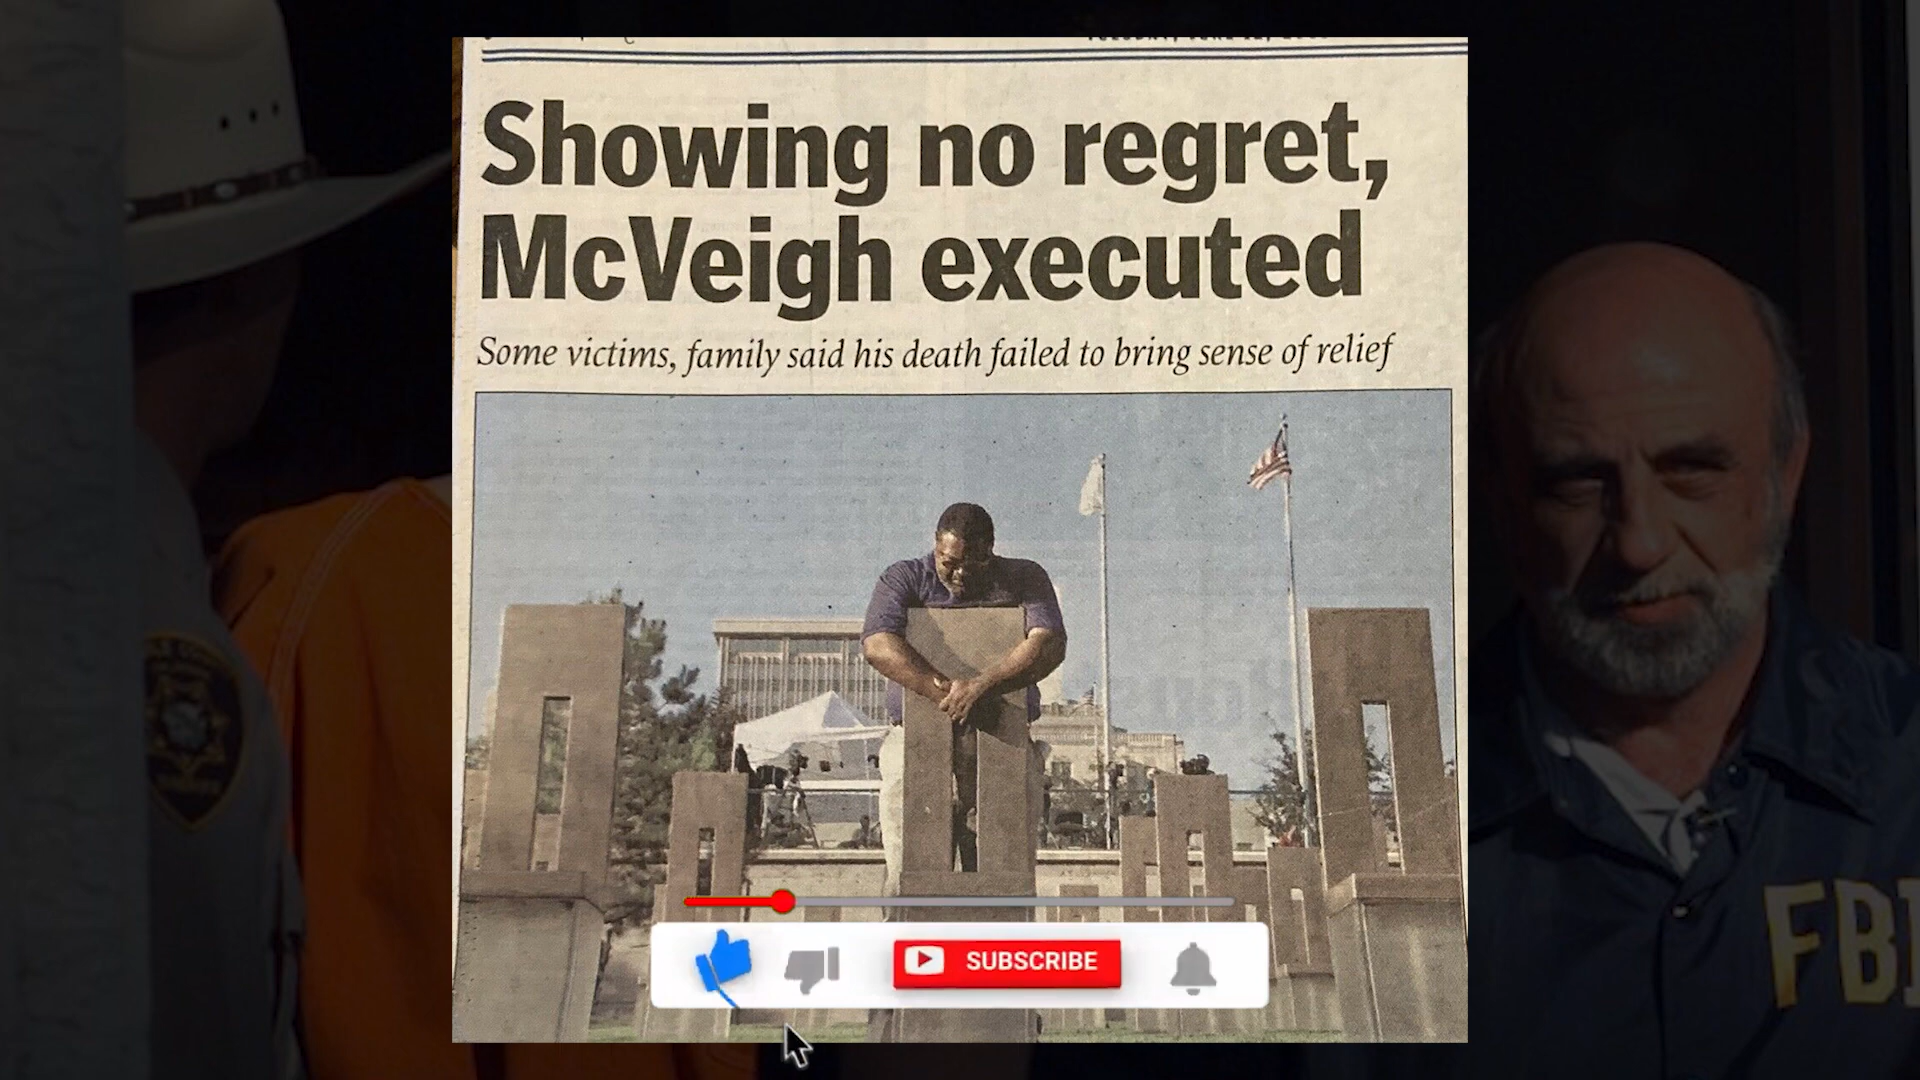 Showing no regret,
McVeigh executed
Some victims, family said his death failed to bring sense of relief
SUBSCRIBE
FBI